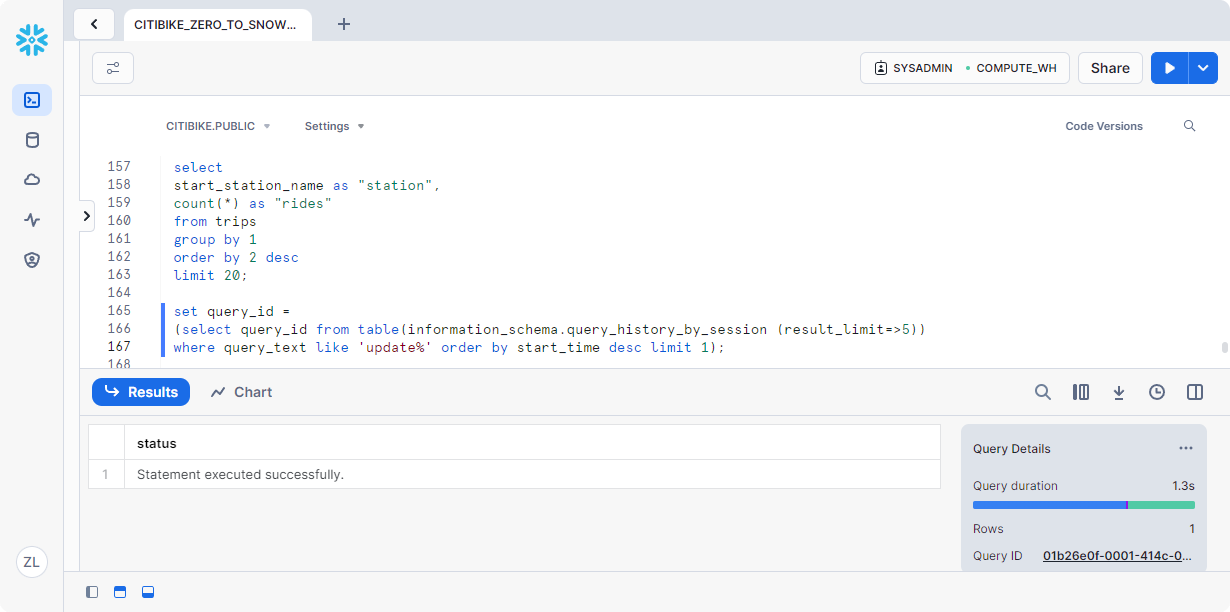 CITIBIKE_ZERO_TO_SNOW...
SYSADMIN
COMPUTE_WH
Share
CITIBIKE.PUBLIC
Settings
Code Versions
157 select
158 start_station_name as "station",
159 count(*) as "rides"
160 from trips
161 group by 1
162 order by 2 desc
163 limit 20;
164
165 set query_id =
166 (select query_id from table(information_schema.query_history_by_session (result_limit=>5))
167 where query_text like 'update%' order by start_time desc limit 1);
168
Results
Chart
status
1 Statement executed successfully.
Query Details
Query duration 1.3s
Rows 1
Query ID 01b26e0f-0001-414c-0...
ZL